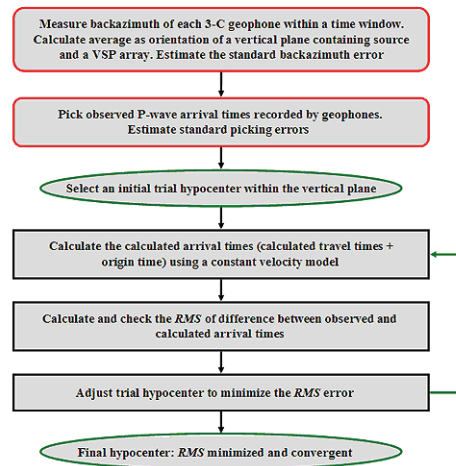 Measure backazimuth of each 3-C geophone within a time window.
Calculate average as orientation of a vertical plane containing source
and a VSP array. Estimate the standard backazimuth error
Pick observed P-wave arrival times recorded by geophones.
Estimate standard picking errors
Select an initial trial hypocenter within the vertical plane
Calculate the calculated arrival times (calculated travel times +
origin time) using a constant velocity model
Calculate and check the RMS of difference between observed and
calculated arrival times
Adjust trial hypocenter to minimize the RMS error
Final hypocenter: RMS minimized and convergent